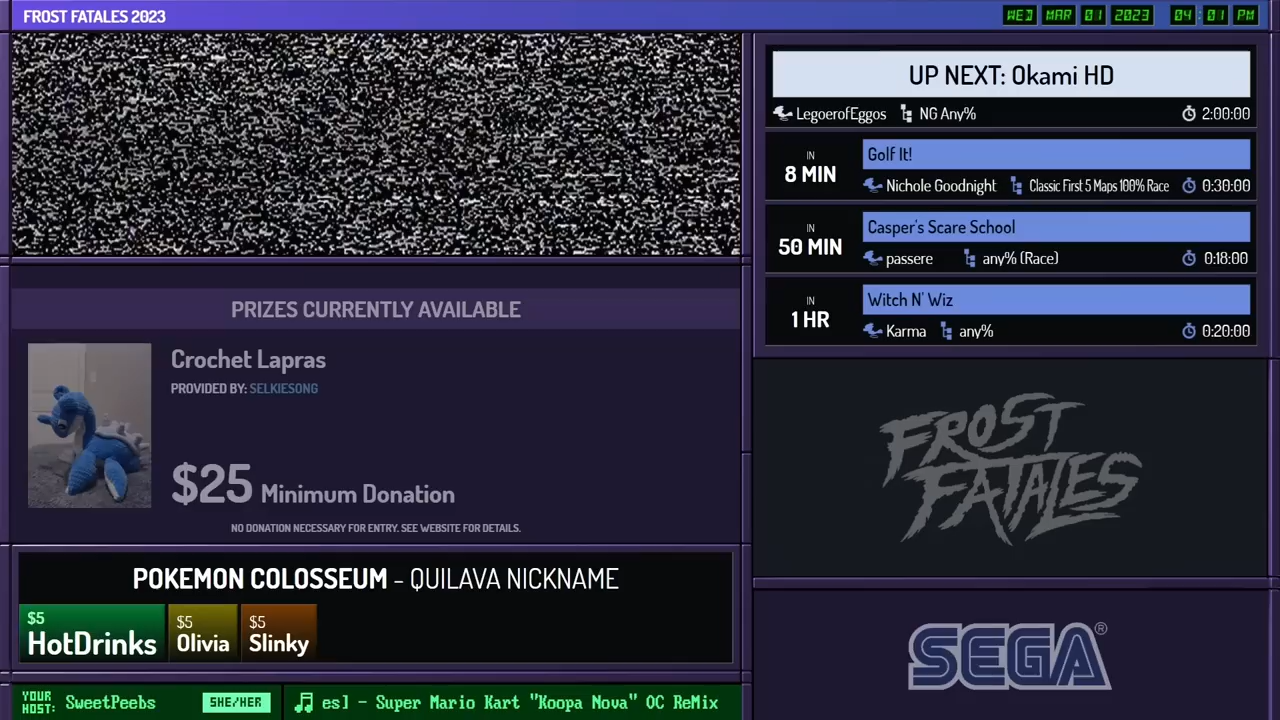 FROST FATALES 2023
WED MAR 01 2023 04:01 PM
UP NEXT: Okami HD
LegoerofEggos NG Any% 2:00:00
IN 8 MIN
Golf It!
Nichole Goodnight Classic First 5 Maps 100% Race 0:30:00
IN 50 MIN
Casper's Scare School
passere any% (Race) 0:18:00
IN 1 HR
Witch N' Wiz
Karma any% 0:20:00
PRIZES CURRENTLY AVAILABLE
Crochet Lapras
PROVIDED BY: SELKIESONG
$25 Minimum Donation
NO DONATION NECESSARY FOR ENTRY. SEE WEBSITE FOR DETAILS.
FROST
FATALES
POKEMON COLOSSEUM - QUILAVA NICKNAME
$5 $5 $5
HotDrinks Olivia Slinky
SEGA®
YOUR HOST: SweetPeebs SHE/HER es] - Super Mario Kart "Koopa Nova" OC ReMix